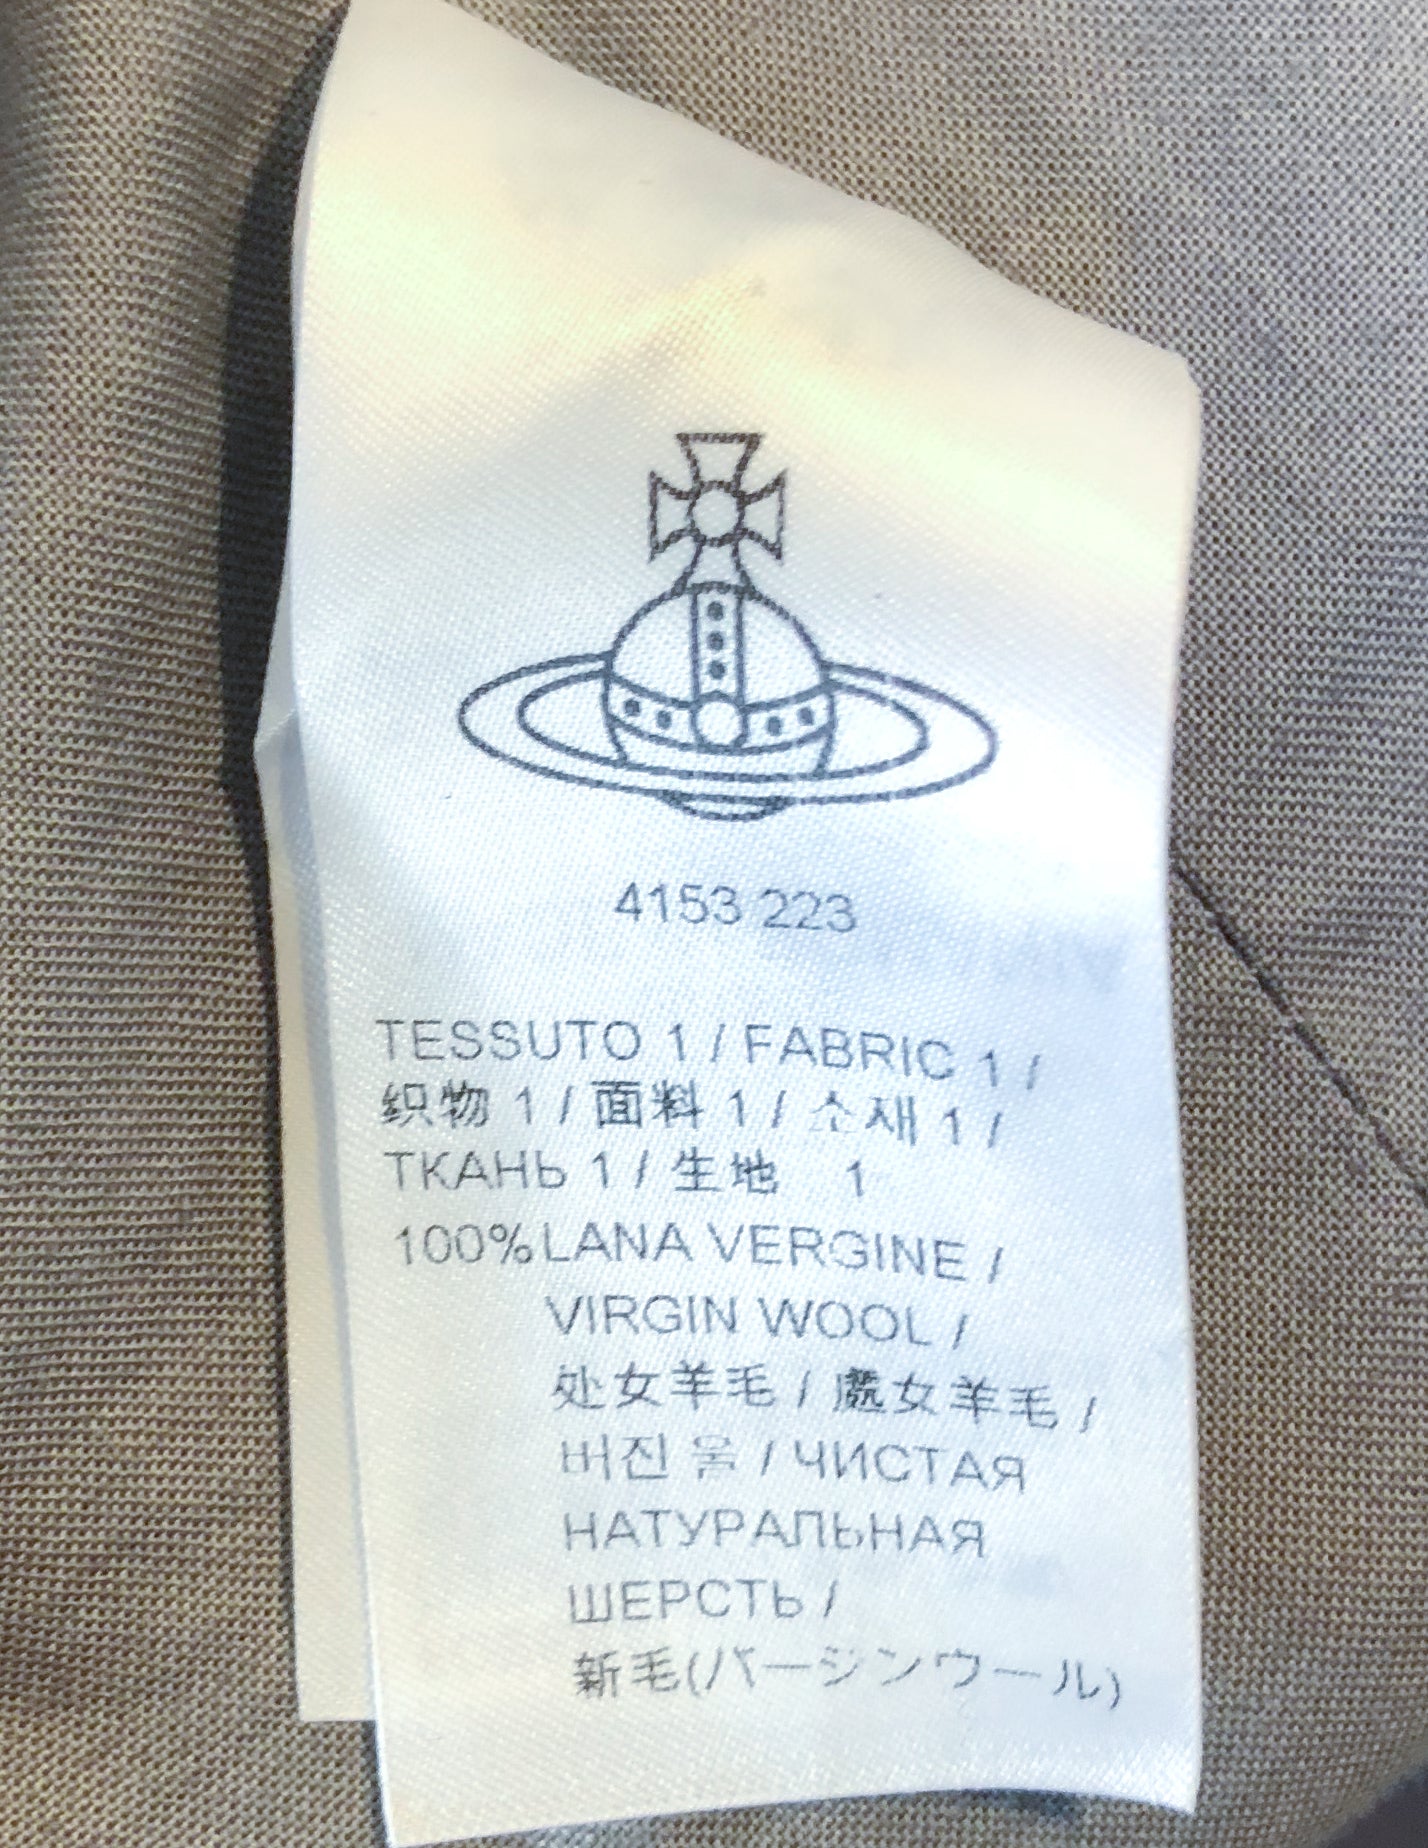 4153 223
TESSUTO 1 / FABRIC 1 /
织物 1 / 面料 1 / 소재 1 /
ТКАНЬ 1 / 生地　1
100% LANA VERGINE /
VIRGIN WOOL /
处女羊毛 / 處女羊毛 /
버진 울 / ЧИСТАЯ
НАТУРАЛЬНАЯ
ШЕРСТЬ /
新毛(バージンウール)